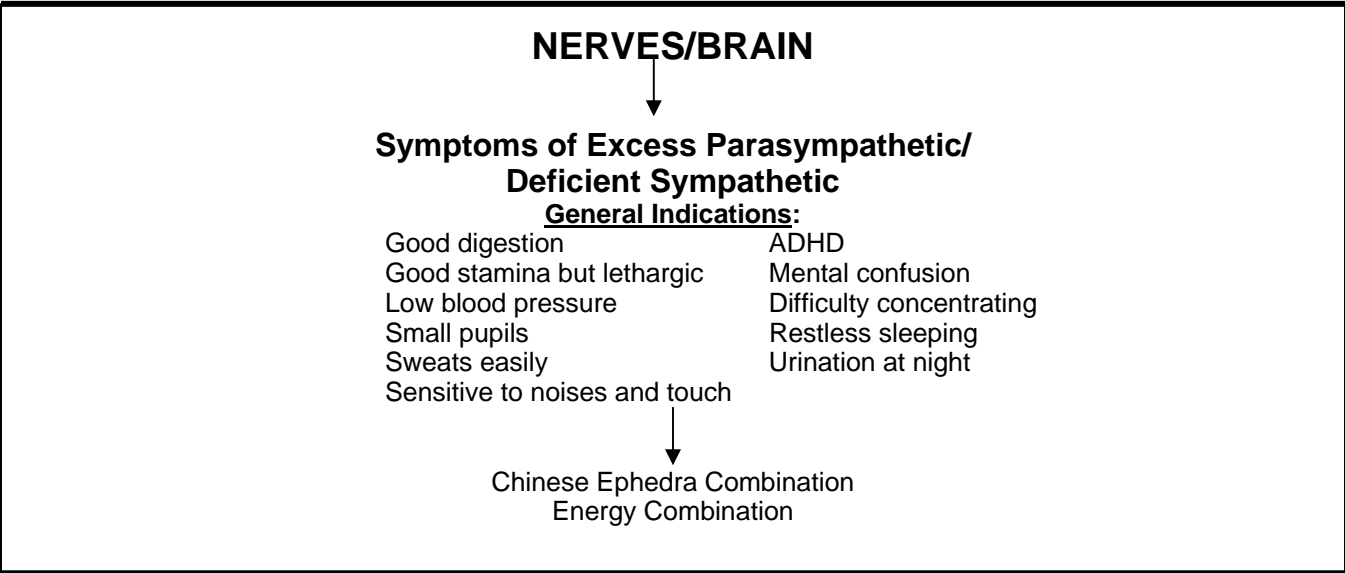 NERVES/BRAIN
Symptoms of Excess Parasympathetic/
Deficient Sympathetic
General Indications:
Good digestion
Good stamina but lethargic
Low blood pressure
Small pupils
Sweats easily
Sensitive to noises and touch
ADHD
Mental confusion
Difficulty concentrating
Restless sleeping
Urination at night
Chinese Ephedra Combination
Energy Combination